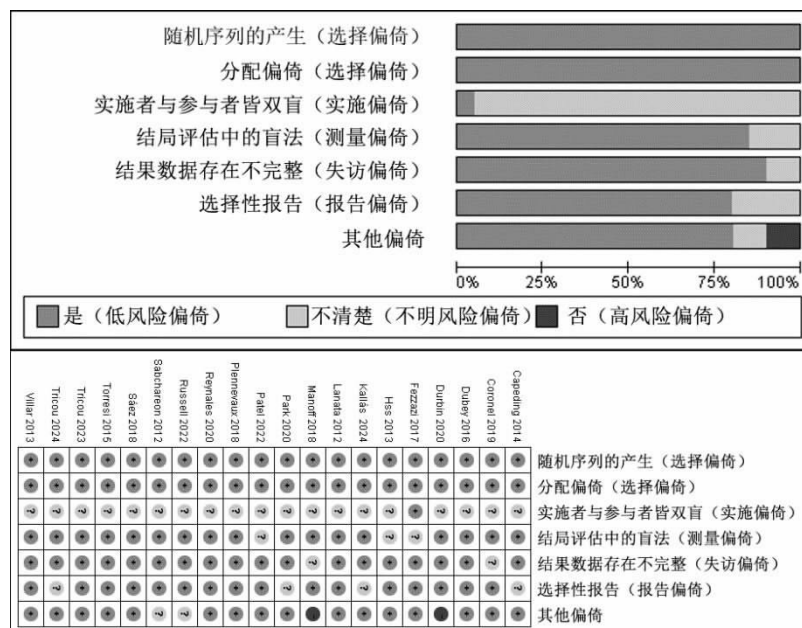 随机序列的产生（选择偏倚）
分配偏倚（选择偏倚）
实施者与参与者皆双盲（实施偏倚）
结局评估中的盲法（测量偏倚）
结果数据存在不完整（失访偏倚）
选择性报告（报告偏倚）
其他偏倚
0% 25% 50% 75% 100%
是（低风险偏倚） 不清楚（不明风险偏倚） 否（高风险偏倚）
Villar 2013
Tricou 2024
Tricou 2023
Torresi 2015
Sáez 2018
Sabchareon 2012
Russell 2022
Reynales 2020
Plennevaux 2018
Patel 2022
Park 2020
Manoff 2018
Lanata 2012
Kallás 2024
Hss 2013
Fezzazi 2017
Durbin 2020
Dubey 2016
Coronel 2019
Capeding 2014
+ + + + + + + + + + + + + + + + + + + + 随机序列的产生（选择偏倚）
+ + + + + + + + + + + + + + + + + + + + 分配偏倚（选择偏倚）
? ? ? ? ? ? ? ? ? ? ? ? ? ? ? + ? ? ? ? 实施者与参与者皆双盲（实施偏倚）
+ + + + + + + + + ? + + + + ? ? + + + + 结局评估中的盲法（测量偏倚）
+ + + + + + + + + + + ? + + + + + + ? + 结果数据存在不完整（失访偏倚）
+ ? + + + + + + + + ? + + ? + + + + + ? 选择性报告（报告偏倚）
+ + + + + ? ? + + + + + + + + + + + 其他偏倚